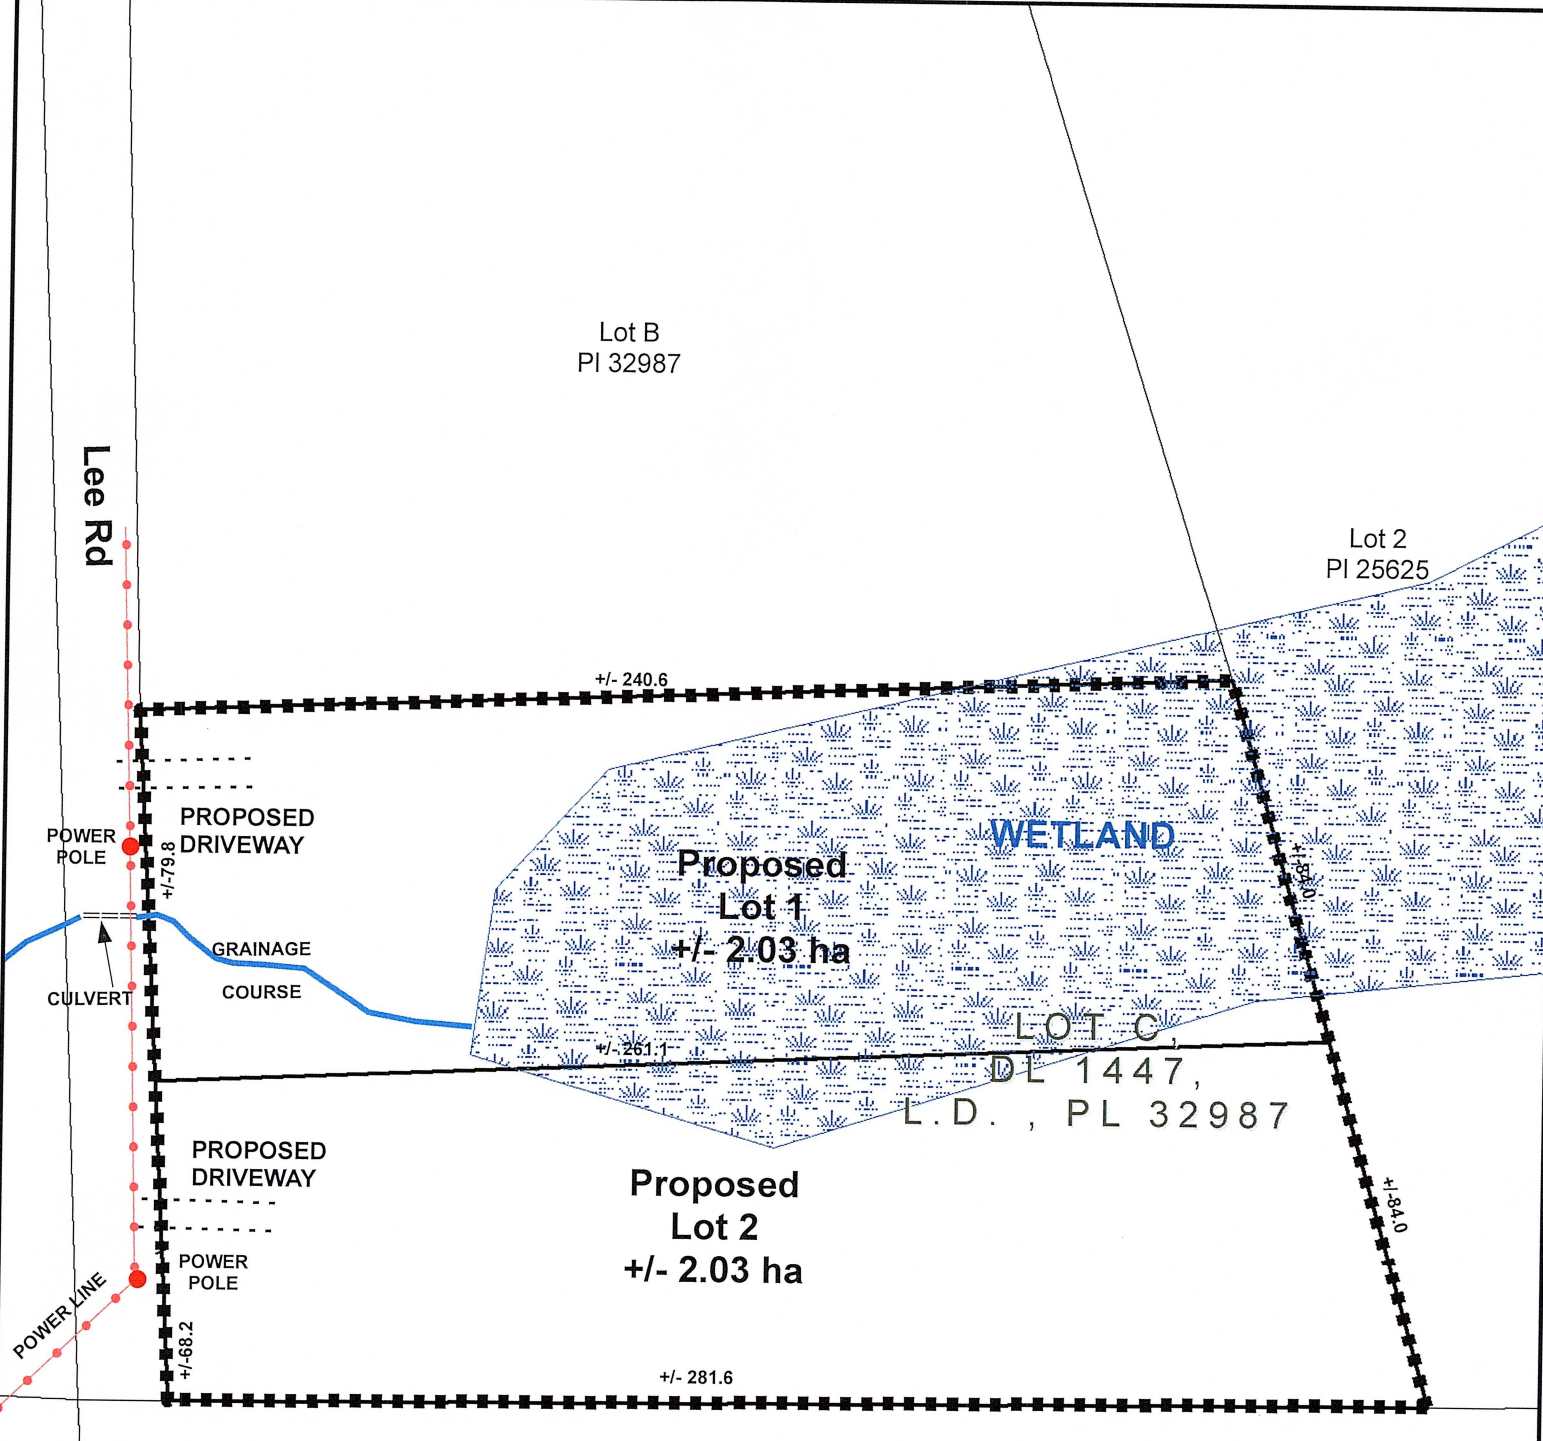 Lot B
Pl 32987
Lee Rd
Lot 2
Pl 25625
+/- 240.6
PROPOSED
DRIVEWAY
POWER
POLE
+/-79.8
WETLAND
Proposed
Lot 1
+/- 2.03 ha
+/-84.0
GRAINAGE
COURSE
CULVERT
LOT C,
DL 1447,
L.D. , PL 32987
+/- 261.1
PROPOSED
DRIVEWAY
Proposed
Lot 2
+/- 2.03 ha
+/-84.0
POWER
POLE
POWER LINE
+/-68.2
+/- 281.6